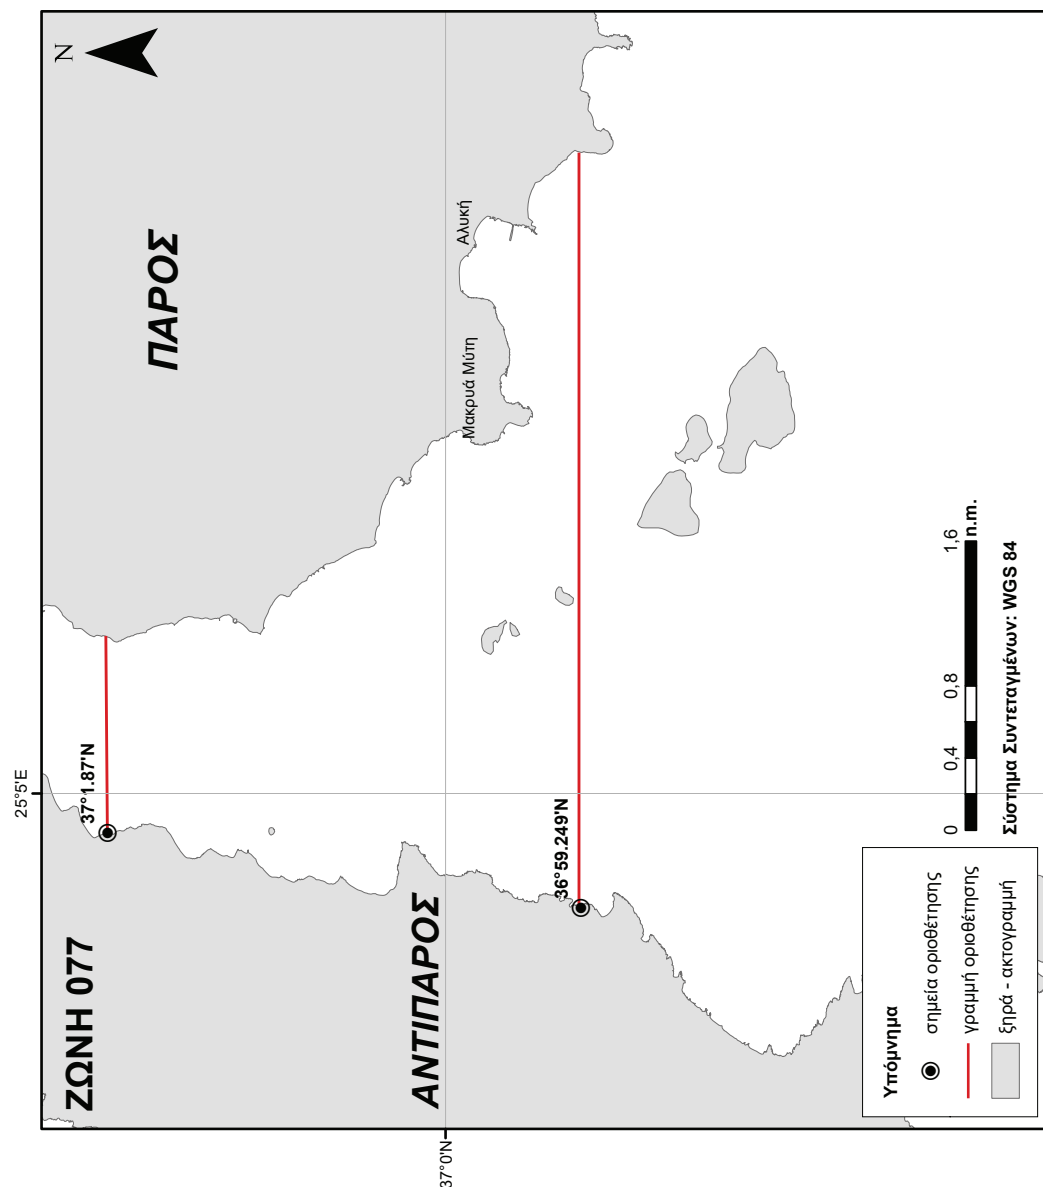 ΖΩΝΗ 077
N
25°5'E
37°1.87'N
ΠΑΡΟΣ
ΑΝΤΙΠΑΡΟΣ
37°0'N
Αλυκή
Μακρυά Μύτη
36°59.249'N
Υπόμνημα
σημεία οριοθέτησης
γραμμή οριοθέτησης
ξηρά - ακτογραμμή
0 0,4 0,8 1,6
n.m.
Σύστημα Συντεταγμένων: WGS 84